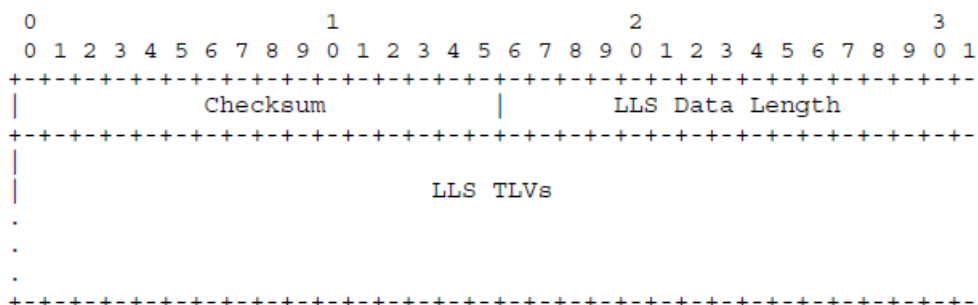 0                   1                   2                   3
0 1 2 3 4 5 6 7 8 9 0 1 2 3 4 5 6 7 8 9 0 1 2 3 4 5 6 7 8 9 0 1
+-+-+-+-+-+-+-+-+-+-+-+-+-+-+-+-+-+-+-+-+-+-+-+-+-+-+-+-+-+-+-+-
|            Checksum           |       LLS Data Length
+-+-+-+-+-+-+-+-+-+-+-+-+-+-+-+-+-+-+-+-+-+-+-+-+-+-+-+-+-+-+-+-
|
|                           LLS TLVs
.
.
.
+-+-+-+-+-+-+-+-+-+-+-+-+-+-+-+-+-+-+-+-+-+-+-+-+-+-+-+-+-+-+-+-